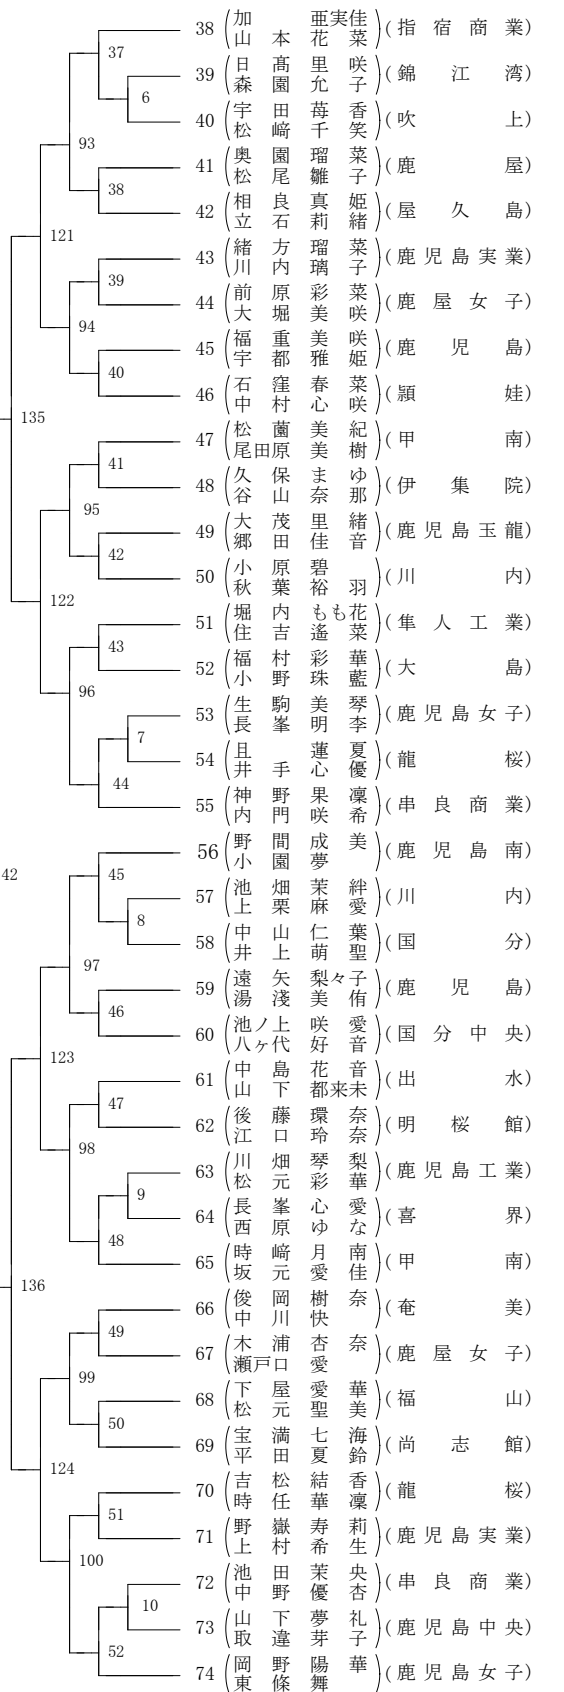 38 (加 亜実佳 (指宿商業)
山本花菜
37
39 (日髙里咲 (錦江湾)
森園允子
6
40 (宇田苺香 (吹上)
松﨑千笑
93
41 (奥園瑠菜 (鹿屋)
松尾雛子
38
42 (相良真姫 (屋久島)
立石莉緒
121
43 (緒方瑠菜 (鹿児島実業)
川内璃子
39
44 (前原彩菜 (鹿屋女子)
大堀美咲
94
45 (福重美咲 (鹿児島)
宇都雅姫
40
46 (石窪春菜 (頴娃)
中村心咲
135
47 (松薗美紀 (甲南)
尾田原美樹
41
48 (久保まゆ (伊集院)
谷山奈那
95
49 (大茂里緒 (鹿児島玉龍)
郷田佳音
42
50 (小原碧 (川内)
秋葉裕羽
122
51 (堀内もも花 (隼人工業)
住吉遙菜
43
52 (福村彩華 (大島)
小野珠藍
96
53 (生駒美琴 (鹿児島女子)
長峯明李
7
54 (且蓮夏 (龍桜)
井手心優
44
55 (神野果凜 (串良商業)
内門咲希
56 (野間成美 (鹿児島南)
小園夢
42
45
57 (池畑茉絆 (川内)
上栗麻愛
8
58 (中山仁葉 (国分)
井上萌聖
97
59 (遠矢梨々子 (鹿児島)
湯淺美侑
46
60 (池ノ上咲愛 (国分中央)
八ヶ代好音
123
61 (中島花音 (出水)
山下都来未
47
62 (後藤環奈 (明桜館)
江口玲奈
98
63 (川畑琴梨 (鹿児島工業)
松元彩華
9
64 (長峯心愛 (喜界)
西原ゆな
48
65 (時﨑月南 (甲南)
坂元愛佳
136
66 (俊岡樹奈 (奄美)
中川快
49
67 (木浦杏奈 (鹿屋女子)
瀬戸口愛
99
68 (下屋愛華 (福山)
松元聖美
50
69 (宝満七海 (尚志館)
平田夏鈴
124
70 (吉松結香 (龍桜)
時任華凜
51
71 (野嶽寿莉 (鹿児島実業)
上村希生
100
72 (池田茉央 (串良商業)
中野優杏
10
73 (山下夢礼 (鹿児島中央)
取違芽子
52
74 (岡野陽華 (鹿児島女子)
東條舞